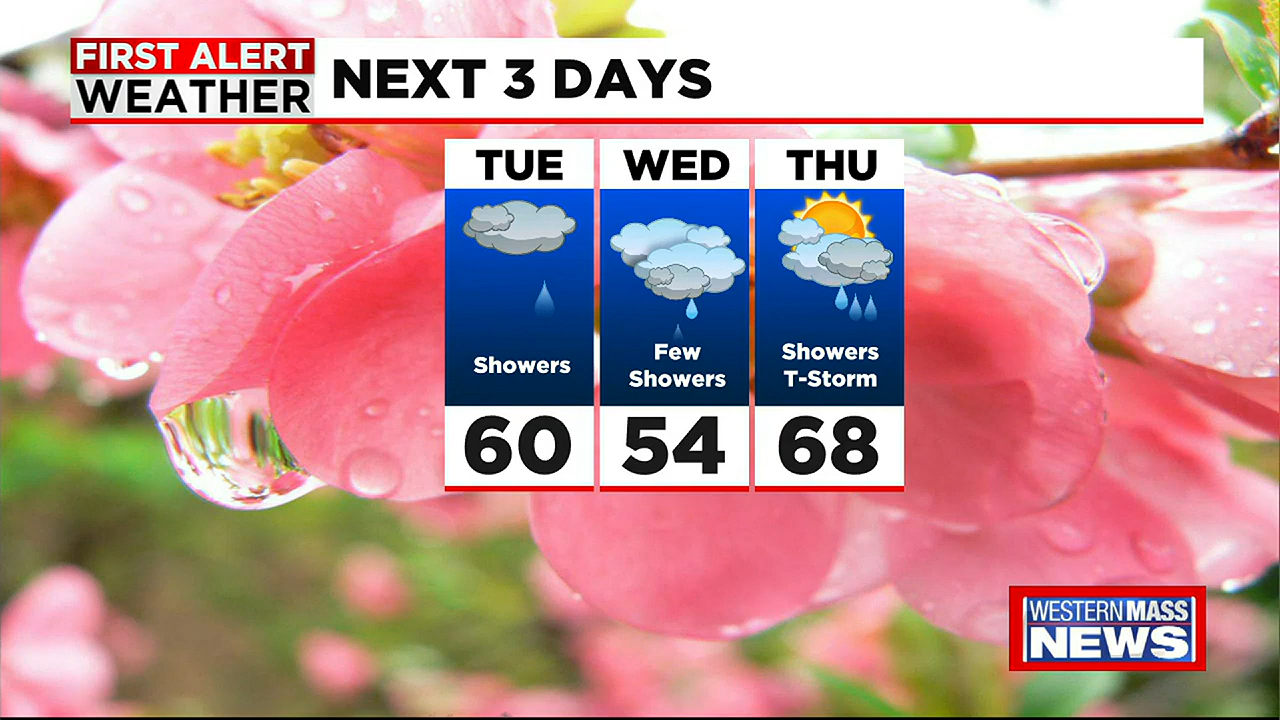 FIRST ALERT
WEATHER
NEXT 3 DAYS
TUE
Showers
60
WED
Few
Showers
54
THU
Showers
T-Storm
68
WESTERN MASS
NEWS